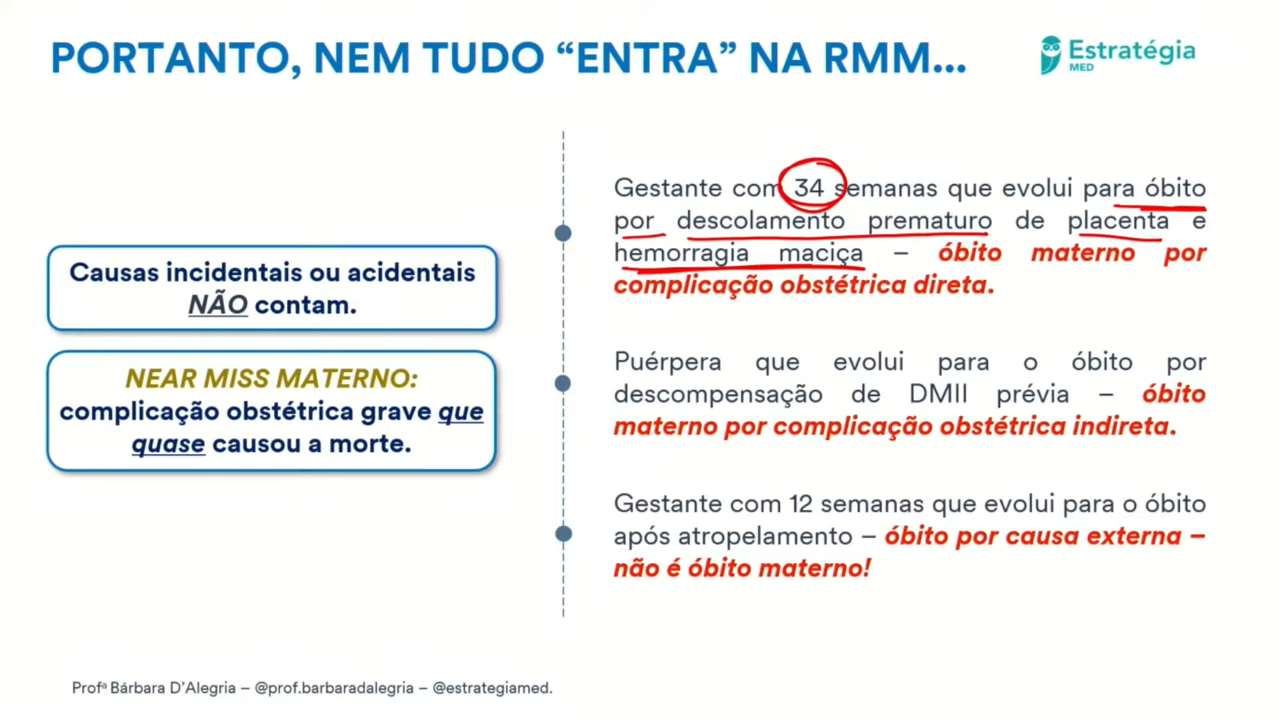 PORTANTO, NEM TUDO “ENTRA” NA RMM...
Estratégia
MED
Causas incidentais ou acidentais
NÃO contam.
NEAR MISS MATERNO:
complicação obstétrica grave que
quase causou a morte.
Gestante com 34 semanas que evolui para óbito
por descolamento prematuro de placenta e
hemorragia maciça – óbito materno por
complicação obstétrica direta.
Puérpera que evolui para o óbito por
descompensação de DMII prévia – óbito
materno por complicação obstétrica indireta.
Gestante com 12 semanas que evolui para o óbito
após atropelamento – óbito por causa externa –
não é óbito materno!
Profª Bárbara D’Alegria – @prof.barbaradalegria – @estrategiamed.